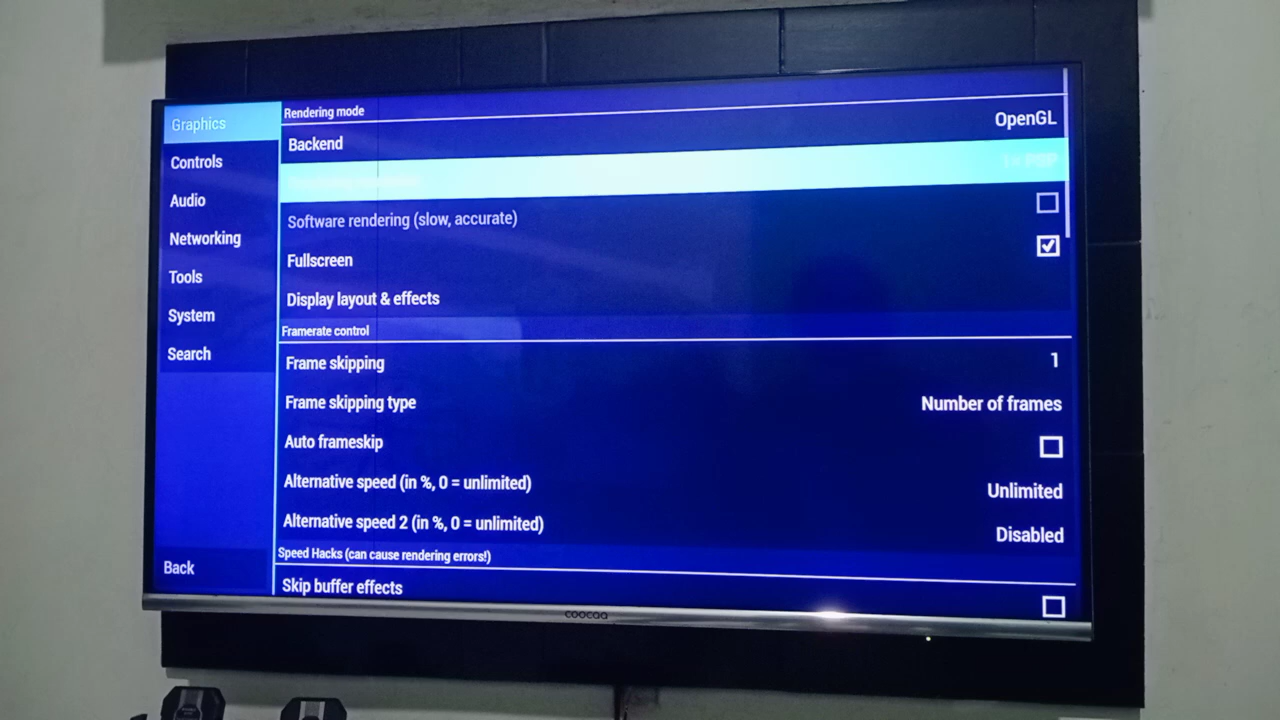 Graphics
Controls
Audio
Networking
Tools
System
Search
Back
Rendering mode
Backend OpenGL
Software rendering (slow, accurate)
Fullscreen
Display layout & effects
Framerate control
Frame skipping 1
Frame skipping type Number of frames
Auto frameskip
Alternative speed (in %, 0 = unlimited) Unlimited
Alternative speed 2 (in %, 0 = unlimited) Disabled
Speed Hacks (can cause rendering errors!)
Skip buffer effects
coocaa